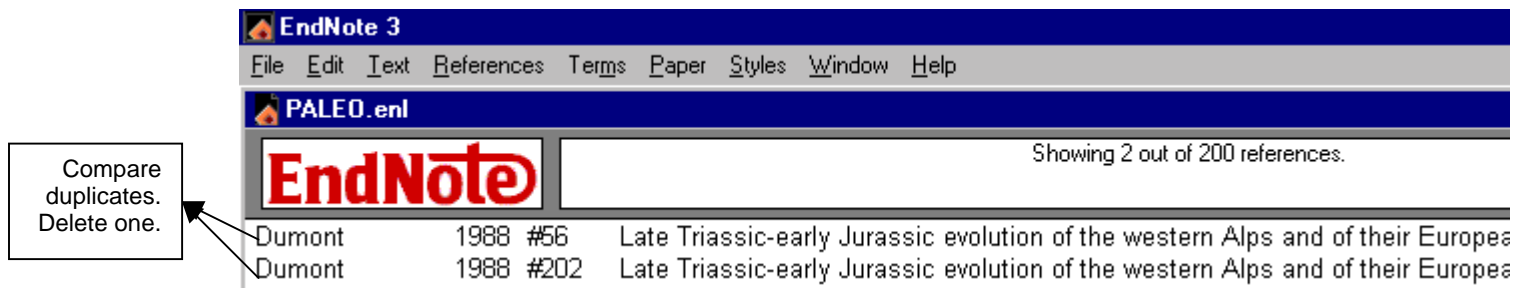 EndNote 3
File Edit Text References Terms Paper Styles Window Help
PALEO.enl
EndNote
Showing 2 out of 200 references.
Compare
duplicates.
Delete one.
Dumont 1988 #56 Late Triassic-early Jurassic evolution of the western Alps and of their Europea
Dumont 1988 #202 Late Triassic-early Jurassic evolution of the western Alps and of their Europea